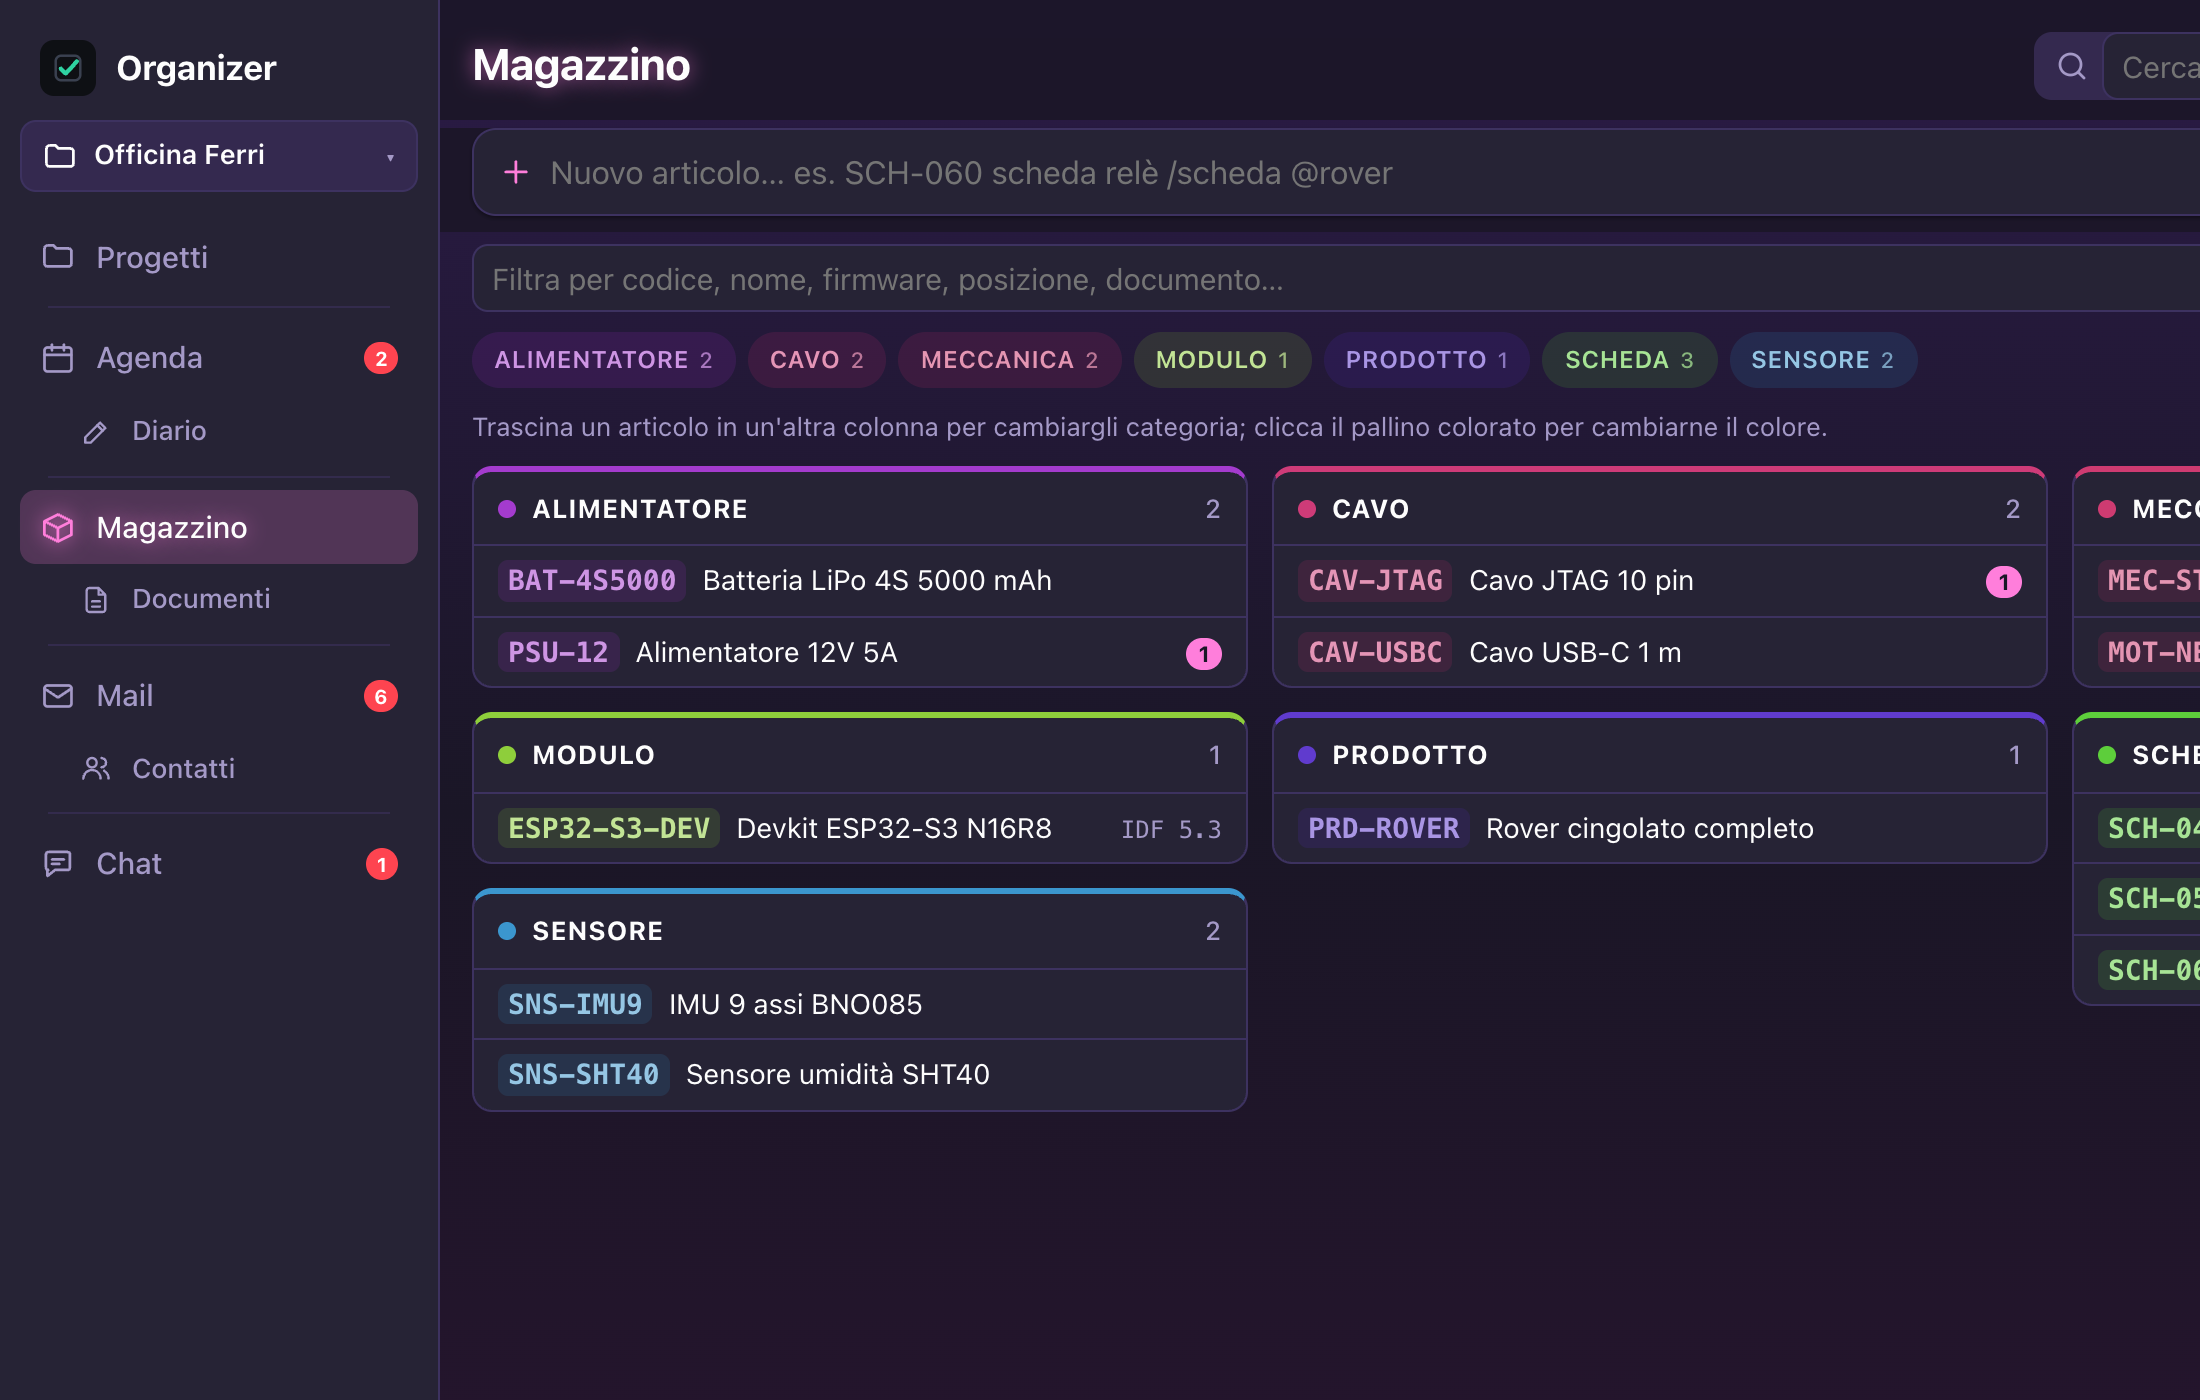 Organizer
Officina Ferri
Progetti
Agenda 2
Diario
Magazzino
Documenti
Mail 6
Contatti
Chat 1
Magazzino
Cerca
Nuovo articolo... es. SCH-060 scheda relè /scheda @rover
Filtra per codice, nome, firmware, posizione, documento...
ALIMENTATORE 2 CAVO 2 MECCANICA 2 MODULO 1 PRODOTTO 1 SCHEDA 3 SENSORE 2
Trascina un articolo in un'altra colonna per cambiargli categoria; clicca il pallino colorato per cambiarne il colore.
ALIMENTATORE 2
BAT-4S5000 Batteria LiPo 4S 5000 mAh
PSU-12 Alimentatore 12V 5A 1
CAVO 2
CAV-JTAG Cavo JTAG 10 pin 1
CAV-USBC Cavo USB-C 1 m
MODULO 1
ESP32-S3-DEV Devkit ESP32-S3 N16R8 IDF 5.3
PRODOTTO 1
PRD-ROVER Rover cingolato completo
SENSORE 2
SNS-IMU9 IMU 9 assi BNO085
SNS-SHT40 Sensore umidità SHT40